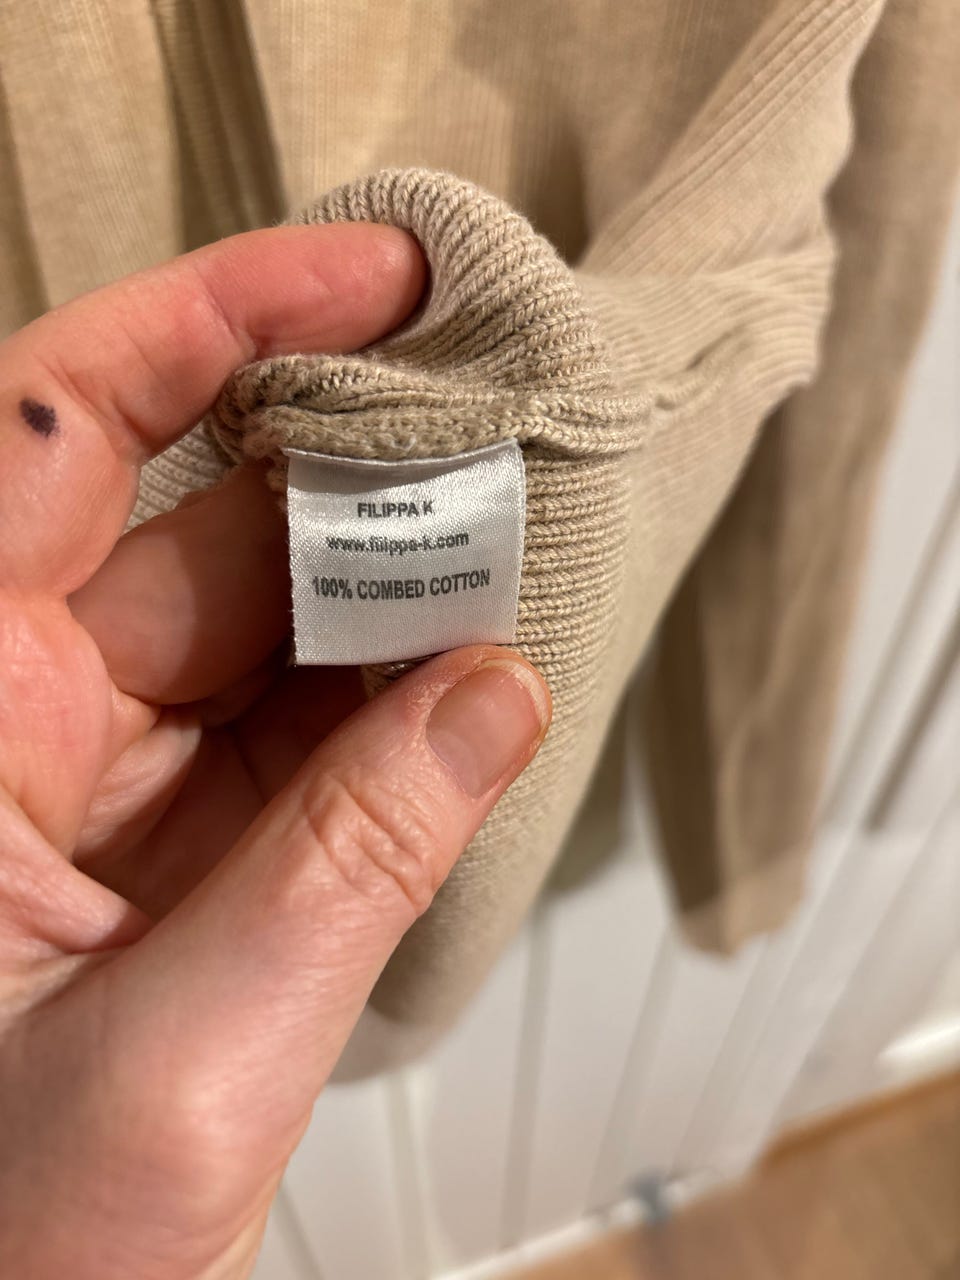 FILIPPA K
www.filippa-k.com
100% COMBED COTTON